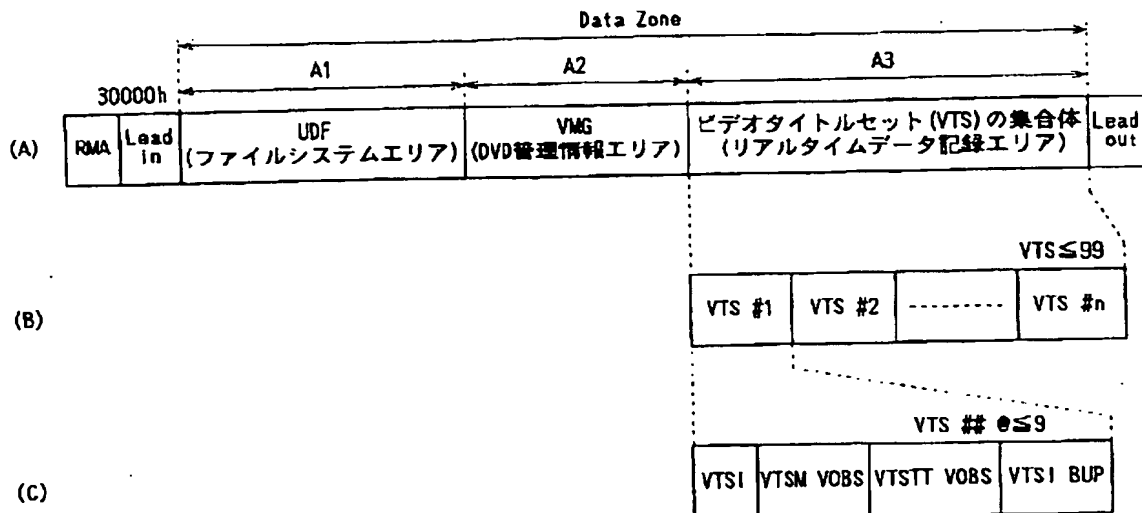 Data Zone
A1 A2 A3
30000h
(A) RMA Lead in UDF (ファイルシステムエリア) VMG (DVD管理情報エリア) ビデオタイトルセット(VTS)の集合体 (リアルタイムデータ記録エリア) Lead out
VTS≦99
(B) VTS #1 VTS #2 -------- VTS #n
VTS ## @≦9
(C) VTSI VTSM VOBS VTSTT VOBS VTSI BUP